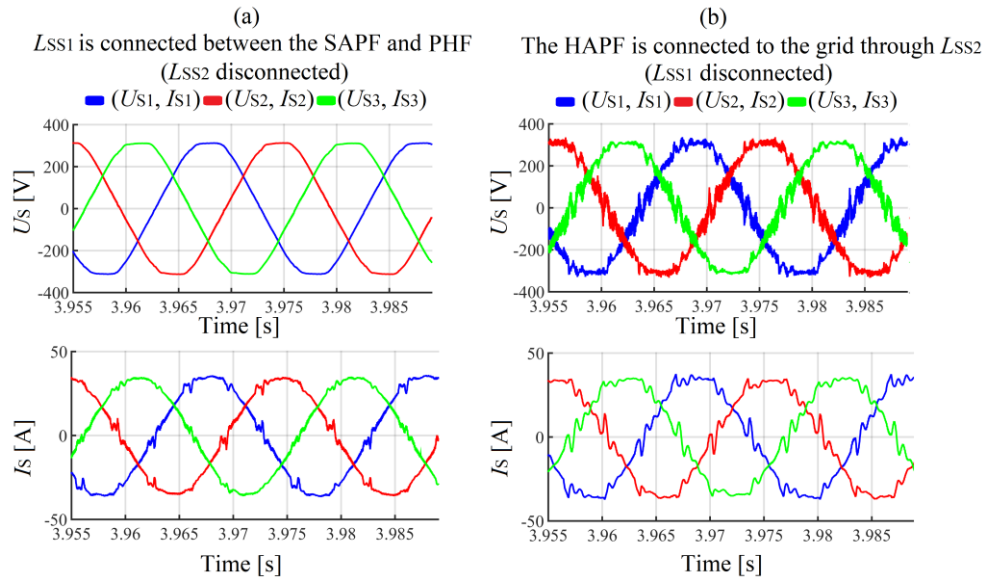 (a)
LSS1 is connected between the SAPF and PHF
(LSS2 disconnected)
(US1, IS1) (US2, IS2) (US3, IS3)
400
200
0
-200
-400
US [V]
3.955 3.96 3.965 3.97 3.975 3.98 3.985
Time [s]
50
0
-50
IS [A]
3.955 3.96 3.965 3.97 3.975 3.98 3.985
Time [s]
(b)
The HAPF is connected to the grid through LSS2
(LSS1 disconnected)
(US1, IS1) (US2, IS2) (US3, IS3)
400
200
0
-200
-400
US [V]
3.955 3.96 3.965 3.97 3.975 3.98 3.985
Time [s]
50
0
-50
IS [A]
3.955 3.96 3.965 3.97 3.975 3.98 3.985
Time [s]